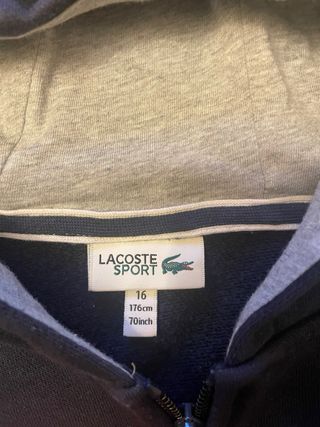 LACOSTE
SPORT
16
176cm
70inch